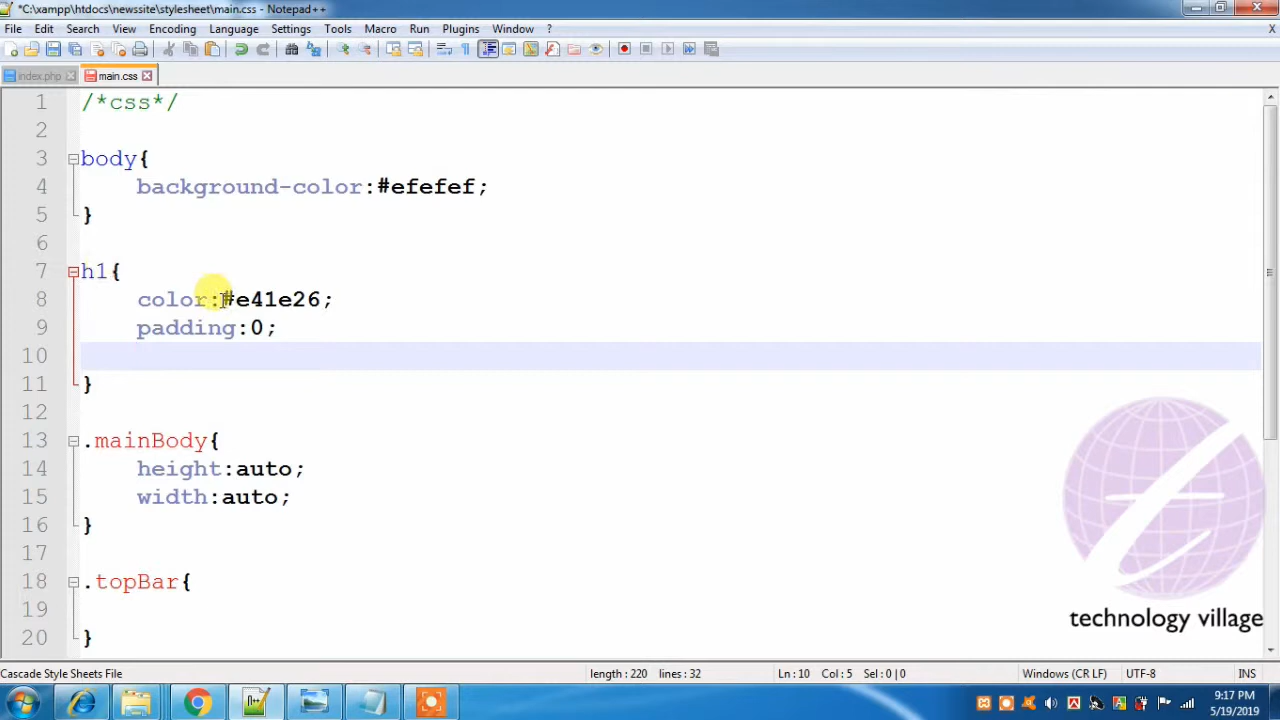 *C:\xampp\htdocs\newssite\stylesheet\main.css - Notepad++
File Edit Search View Encoding Language Settings Tools Macro Run Plugins Window ? X
index.php main.css
1 /*css*/
2
3 body{
4 background-color:#efefef;
5 }
6
7 h1{
8 color:#e41e26;
9 padding:0;
10
11 }
12
13 .mainBody{
14 height:auto;
15 width:auto;
16 }
17
18 .topBar{
19
20 }
technology village
Cascade Style Sheets File length : 220 lines : 32 Ln : 10 Col : 5 Sel : 0 | 0 Windows (CR LF) UTF-8 INS
9:17 PM
5/19/2019